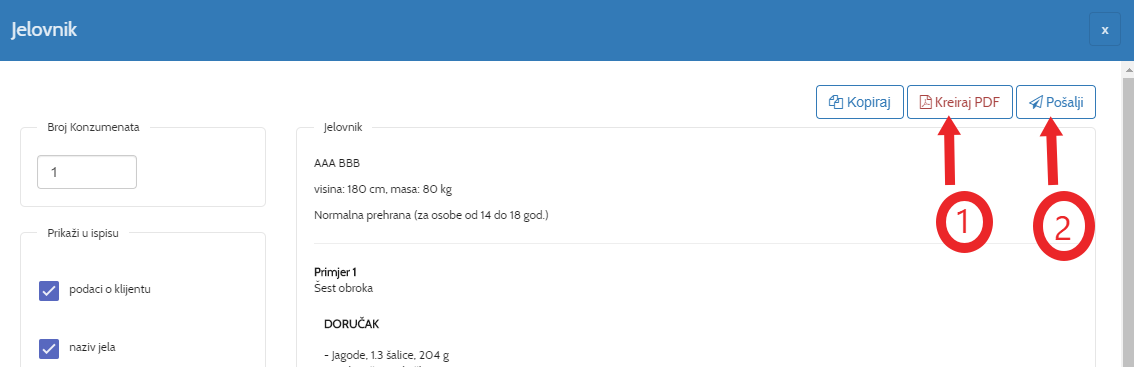 Jelovnik
x
Kopiraj
Kreiraj PDF
Pošalji
Broj Konzumenata
1
Prikaži u ispisu
podaci o klijentu
naziv jela
Jelovnik
AAA BBB
visina: 180 cm, masa: 80 kg
Normalna prehrana (za osobe od 14 do 18 god.)
1
2
Primjer 1
Šest obroka
DORUČAK
- Jagode, 1.3 šalice, 204 g